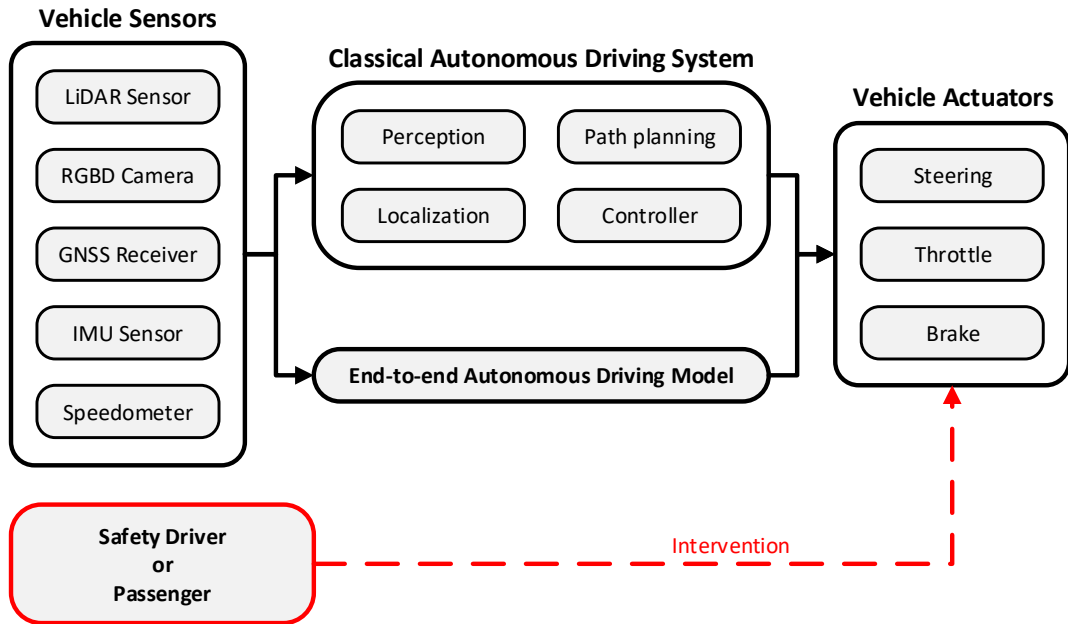 Vehicle Sensors
LiDAR Sensor
RGBD Camera
GNSS Receiver
IMU Sensor
Speedometer
Classical Autonomous Driving System
Perception
Path planning
Localization
Controller
End-to-end Autonomous Driving Model
Vehicle Actuators
Steering
Throttle
Brake
Safety Driver
or
Passenger
Intervention